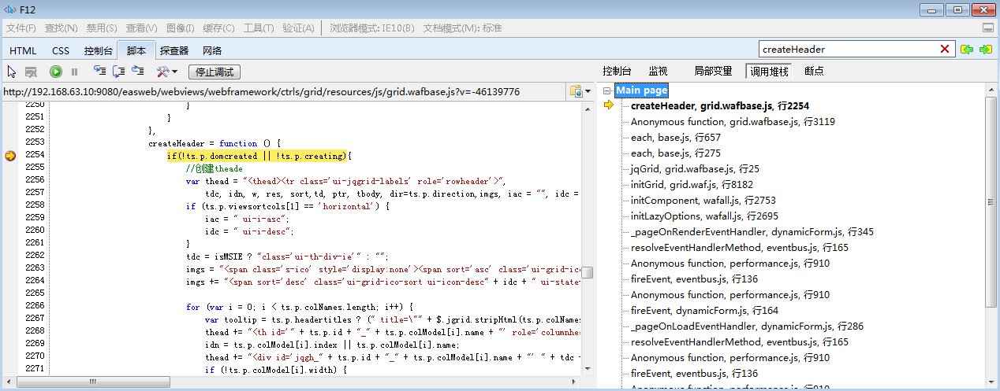 F12
文件(F) 查找(N) 禁用(S) 查看(V) 图像(I) 缓存(C) 工具(T) 验证(A) 浏览器模式: IE10(B) 文档模式(M): 标准
HTML CSS 控制台 脚本 探查器 网络 createHeader
停止调试 控制台 监视 局部变量 调用堆栈 断点
http://192.168.63.10:9080/easweb/webviews/webframework/ctrls/grid/resources/js/grid.wafbase.js?v=-46139776
2250 }
2251 }
2252 },
2253 createHeader = function () {
2254 if(!ts.p.domcreated || !ts.p.creating){
2255 //创建theade
2256 var thead = "<thead><tr class='ui-jqgrid-labels' role='rowheader'>",
2257 tdc, idn, w, res, sort,td, ptr, tbody, dir=ts.p.direction,imgs, iac = "", idc =
2258 if (ts.p.viewsortcols[1] == 'horizontal') {
2259 iac = " ui-i-asc";
2260 idc = " ui-i-desc";
2261 }
2262 tdc = isMSIE ? "class='ui-th-div-ie'" : "";
2263 imgs = "<span class='s-ico' style='display:none'><span sort='asc' class='ui-grid-ico
2264 imgs += "<span sort='desc' class='ui-grid-ico-sort ui-icon-desc" + idc + " ui-stat
2265
2266 for (var i = 0; i < ts.p.colNames.length; i++) {
2267 var tooltip = ts.p.headertitles ? (" title=\"" + $.jgrid.stripHtml(ts.p.colNames
2268 thead += "<th id='" + ts.p.id + "_" + ts.p.colModel[i].name + "' role='columnhe
2269 idn = ts.p.colModel[i].index || ts.p.colModel[i].name;
2270 thead += "<div id='jqgh_" + ts.p.id + "_" + ts.p.colModel[i].name + "' " + tdc
2271 if (!ts.p.colModel[i].width) {
Main page
createHeader, grid.wafbase.js, 行2254
Anonymous function, grid.wafbase.js, 行3119
each, base.js, 行657
each, base.js, 行275
jqGrid, grid.wafbase.js, 行25
initGrid, grid.waf.js, 行8182
initComponent, wafall.js, 行2753
initLazyOptions, wafall.js, 行2695
_pageOnRenderEventHandler, dynamicForm.js, 行345
resolveEventHandlerMethod, eventbus.js, 行165
Anonymous function, performance.js, 行910
fireEvent, eventbus.js, 行136
Anonymous function, performance.js, 行910
fireEvent, dynamicForm.js, 行164
_pageOnLoadEventHandler, dynamicForm.js, 行286
resolveEventHandlerMethod, eventbus.js, 行165
Anonymous function, performance.js, 行910
fireEvent, eventbus.js, 行136
Anonymous function, performance.js, 行910